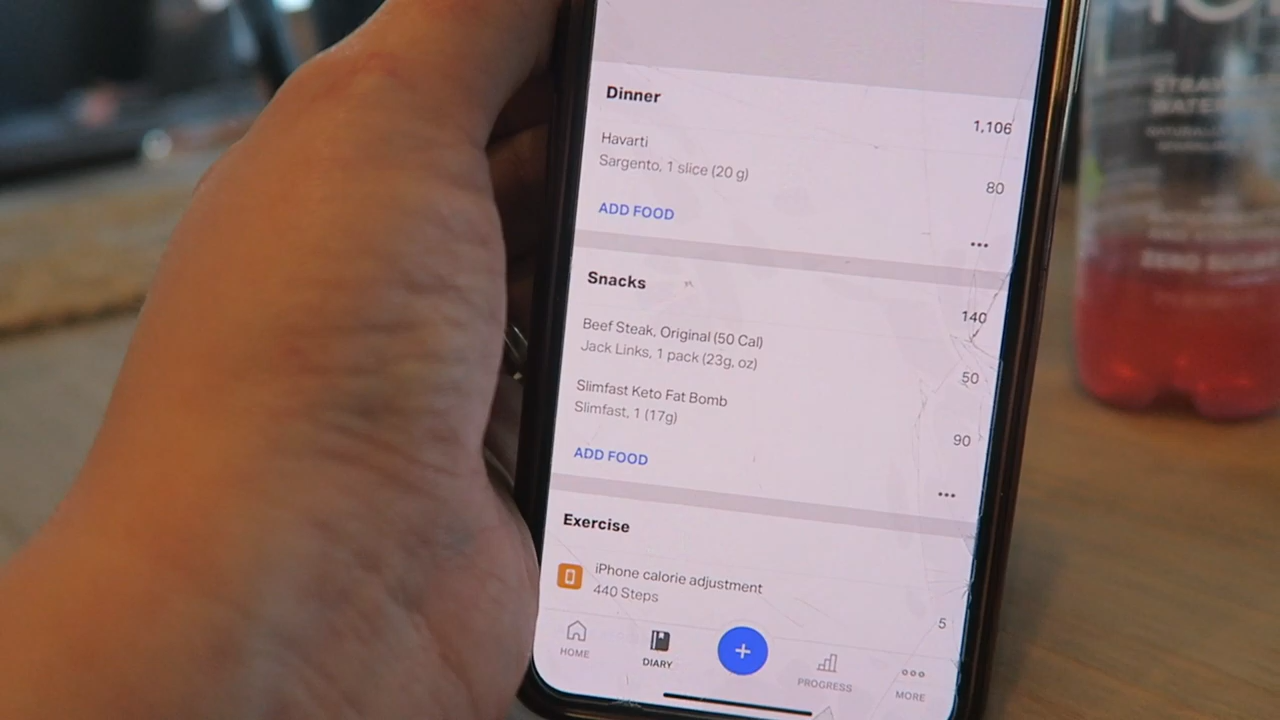 Dinner
1,106
Havarti
Sargento, 1 slice (20 g)
80
ADD FOOD
Snacks
140
Beef Steak, Original (50 Cal)
Jack Links, 1 pack (23g, oz)
50
Slimfast Keto Fat Bomb
Slimfast, 1 (17g)
90
ADD FOOD
Exercise
iPhone calorie adjustment
440 Steps
5
HOME
DIARY
PROGRESS
MORE
ZERO SUGAR